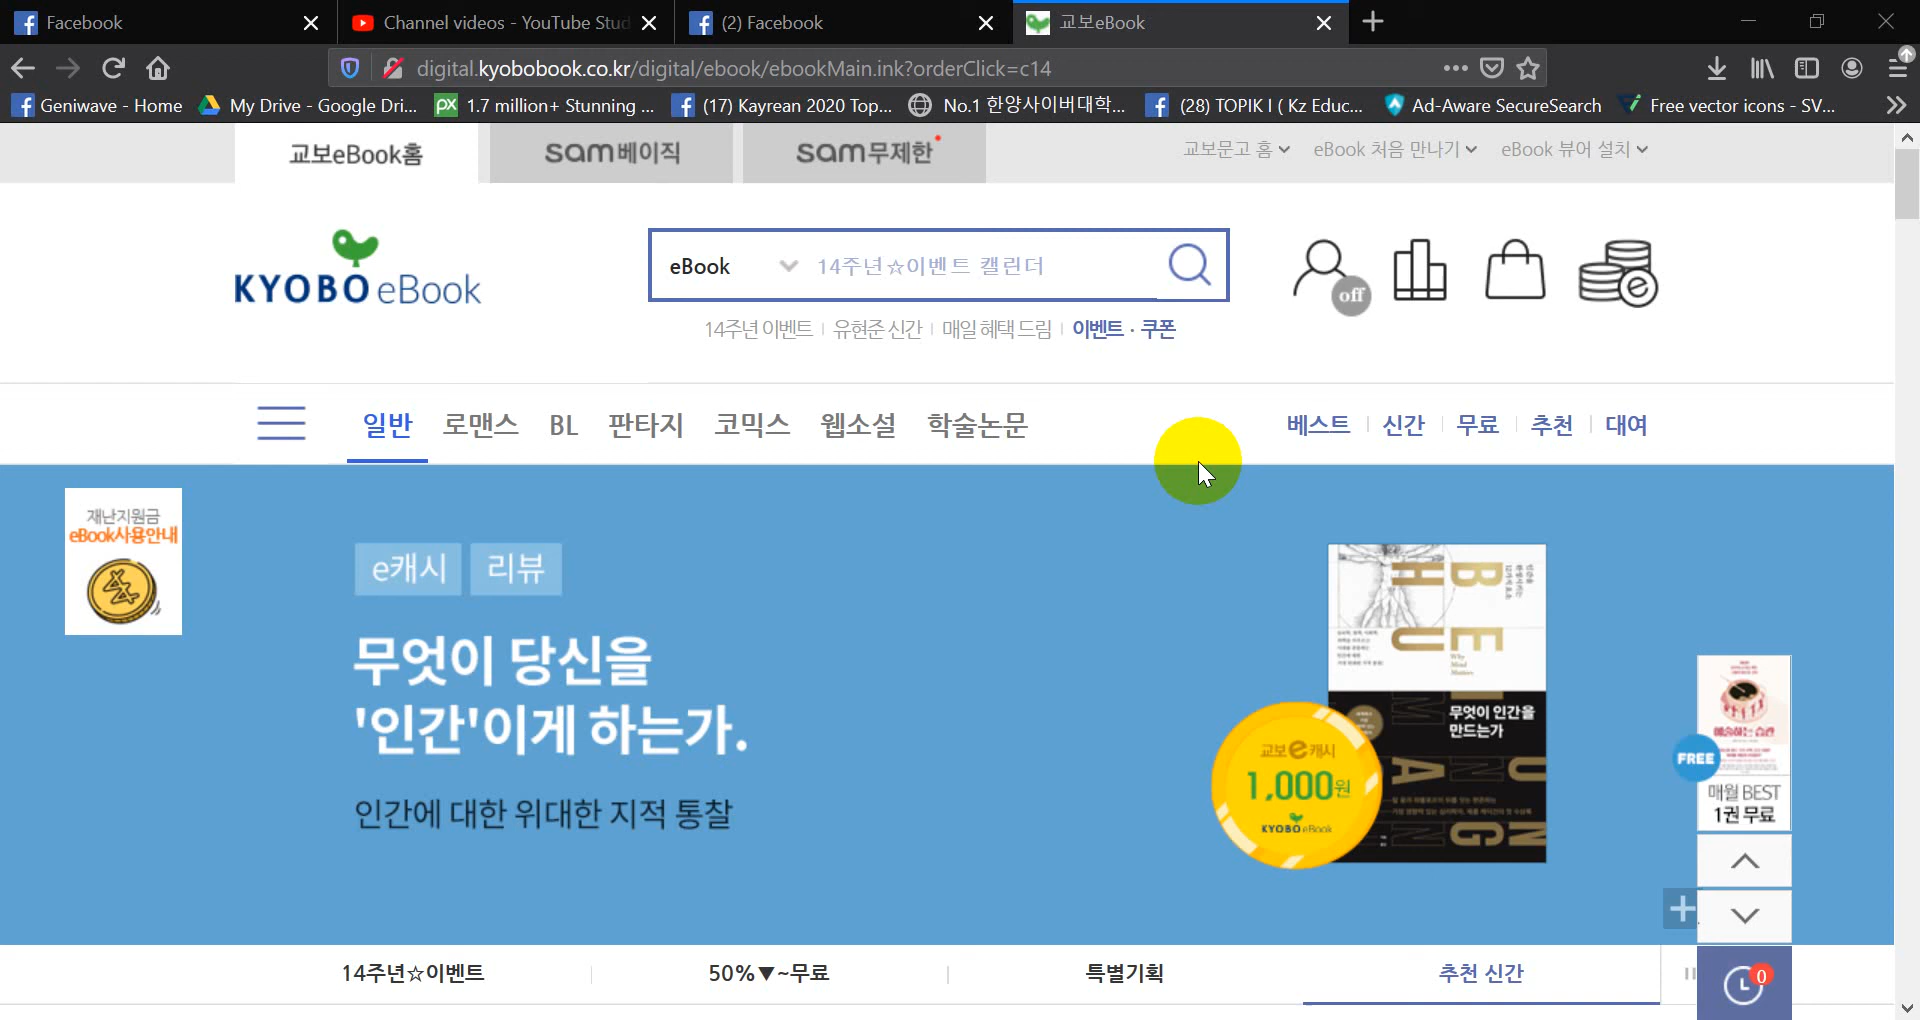 Facebook
Channel videos - YouTube Stud
(2) Facebook
교보eBook
digital.kyobobook.co.kr/digital/ebook/ebookMain.ink?orderClick=c14
Geniwave - Home
My Drive - Google Dri...
px 1.7 million+ Stunning ...
(17) Kayrean 2020 Top...
No.1 한양사이버대학...
(28) TOPIK I ( Kz Educ...
Ad-Aware SecureSearch
Free vector icons - SV...
교보eBook홈
sam베이직
sam무제한
교보문고 홈
eBook 처음 만나기
eBook 뷰어 설치
KYOBO eBook
eBook
14주년☆이벤트 캘린더
off
14주년 이벤트
유현준 신간
매일 혜택 드림
이벤트 · 쿠폰
일반
로맨스
BL
판타지
코믹스
웹소설
학술논문
베스트
신간
무료
추천
대여
재난지원금
eBook사용안내
e캐시
리뷰
무엇이 당신을
'인간'이게 하는가.
인간에 대한 위대한 지적 통찰
Why
Mind
Matters
무엇이 인간을
만드는가
교보 e 캐시
1,000원
KYOBO eBook
예술하는 습관
FREE
매월 BEST
1권 무료
14주년☆이벤트
50%▼~무료
특별기획
추천 신간
0